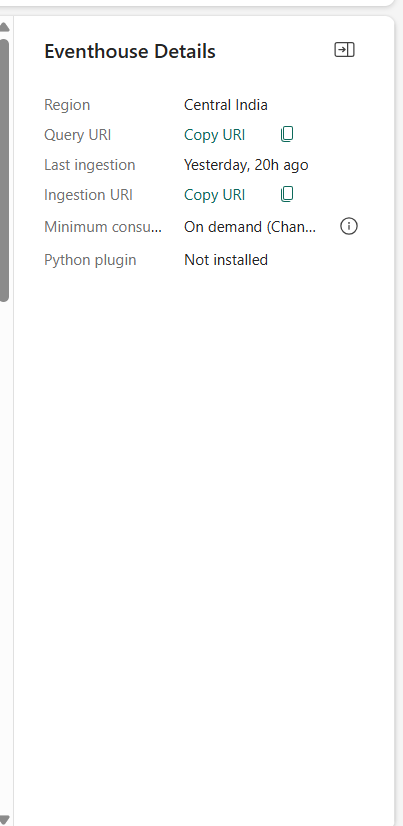 Eventhouse Details
Region Central India
Query URI Copy URI
Last ingestion Yesterday, 20h ago
Ingestion URI Copy URI
Minimum consu... On demand (Chan...
Python plugin Not installed